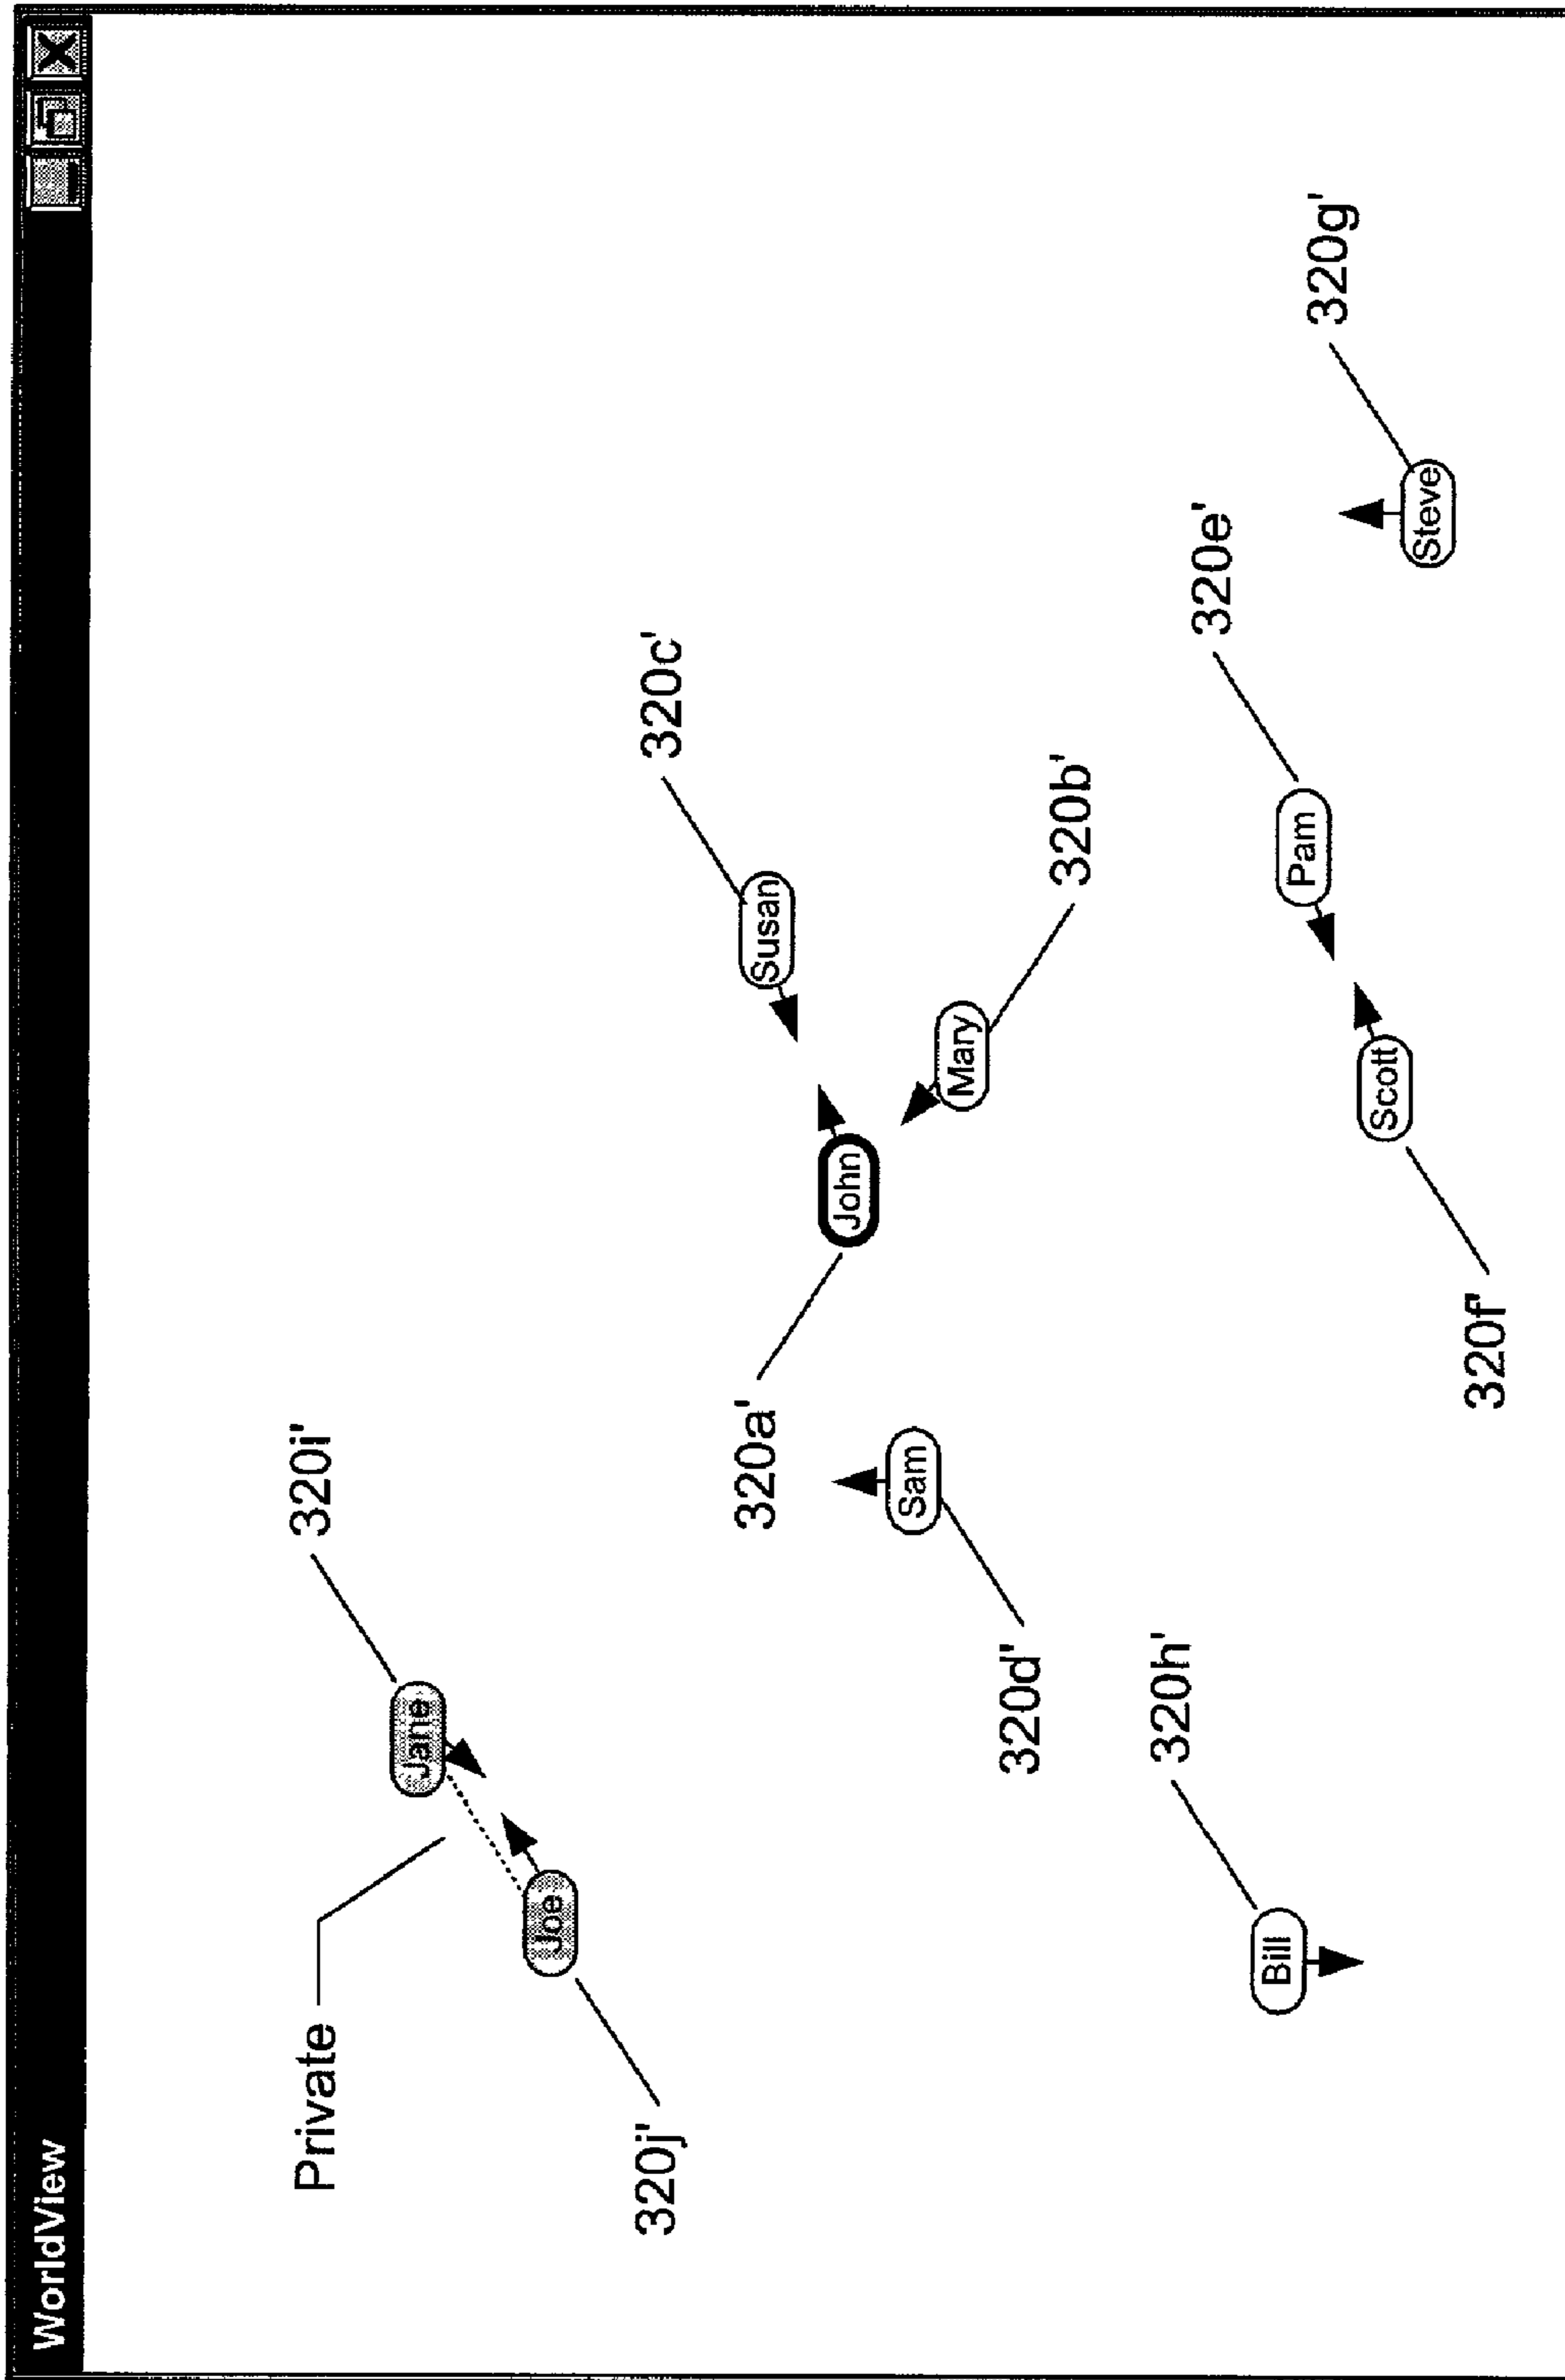 WorldView
Private
320i'
Jane
Joe
320j'
320c'
Susan
320a'
John
Mary
320b'
Sam
320d'
320h'
Bill
320e'
Pam
Scott
320f'
320g'
Steve